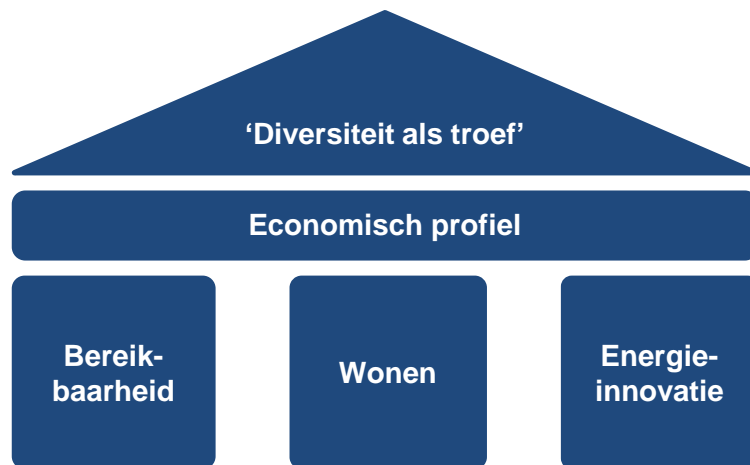 ‘Diversiteit als troef’
Economisch profiel
Bereik-
baarheid
Wonen
Energie-
innovatie